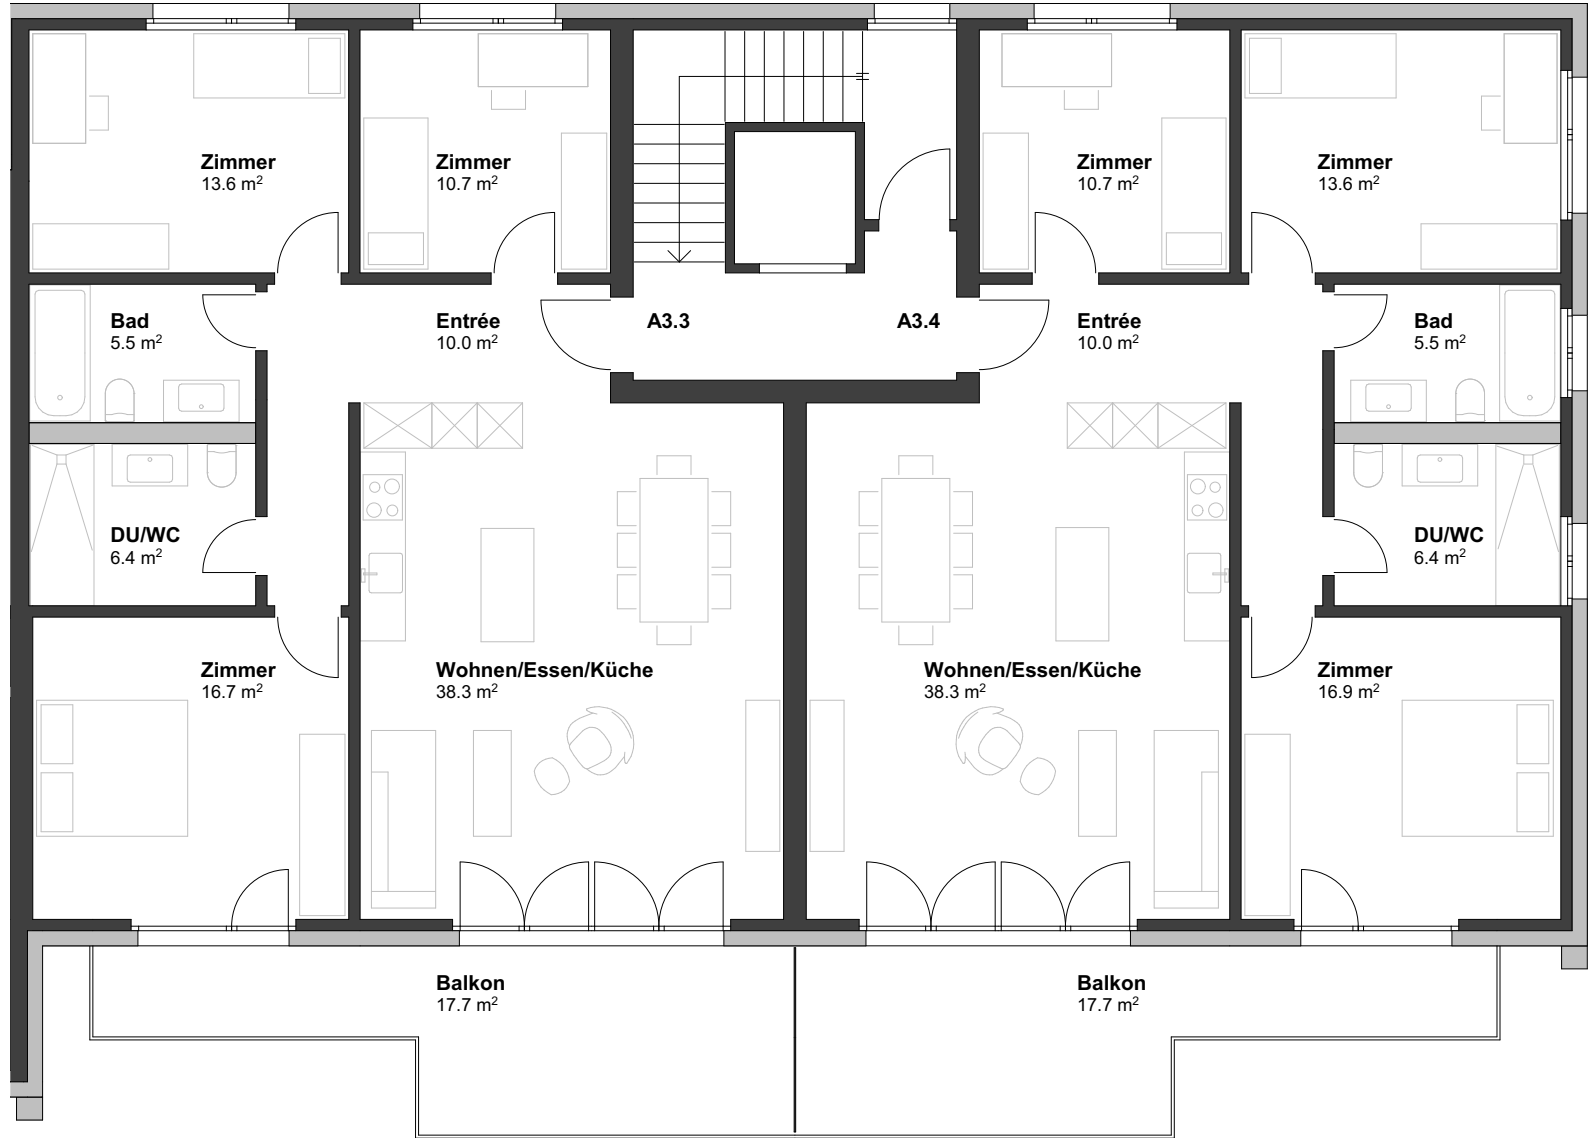 Zimmer
13.6 m²
Zimmer
10.7 m²
Zimmer
10.7 m²
Zimmer
13.6 m²
Bad
5.5 m²
Entrée
10.0 m²
A3.3
A3.4
Entrée
10.0 m²
Bad
5.5 m²
DU/WC
6.4 m²
DU/WC
6.4 m²
Zimmer
16.7 m²
Wohnen/Essen/Küche
38.3 m²
Wohnen/Essen/Küche
38.3 m²
Zimmer
16.9 m²
Balkon
17.7 m²
Balkon
17.7 m²